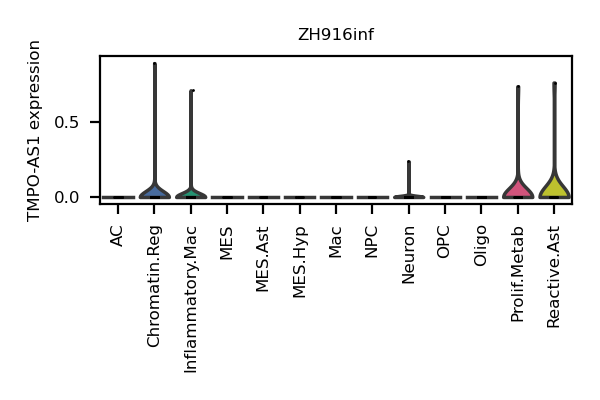 ZH916inf
TMPO-AS1 expression
0.5
0.0
AC
Chromatin.Reg
Inflammatory.Mac
MES
MES.Ast
MES.Hyp
Mac
NPC
Neuron
OPC
Oligo
Prolif.Metab
Reactive.Ast